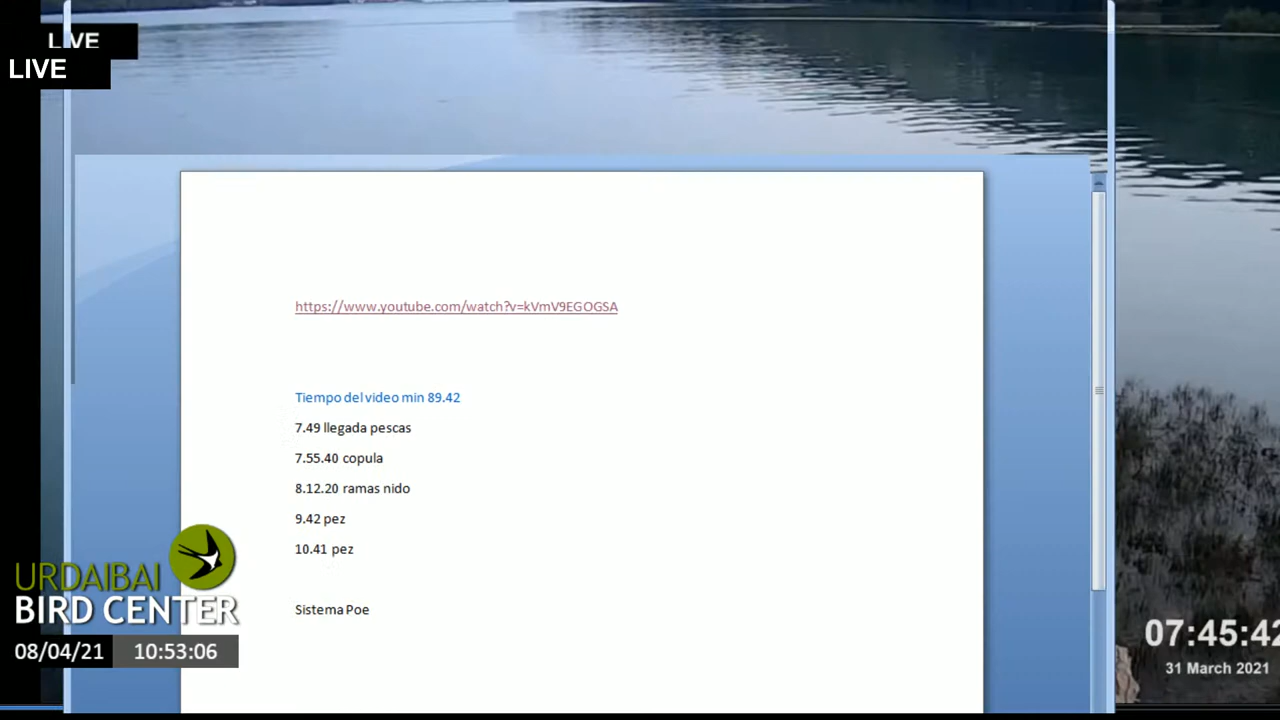 LIVE
LIVE
https://www.youtube.com/watch?v=kVmV9EGOGSA
Tiempo del video min 89.42
7.49 llegada pescas
7.55.40 copula
8.12.20 ramas nido
9.42 pez
10.41 pez
Sistema Poe
URDAIBAI
BIRD CENTER
08/04/21 10:53:06
07:45:42
31 March 2021